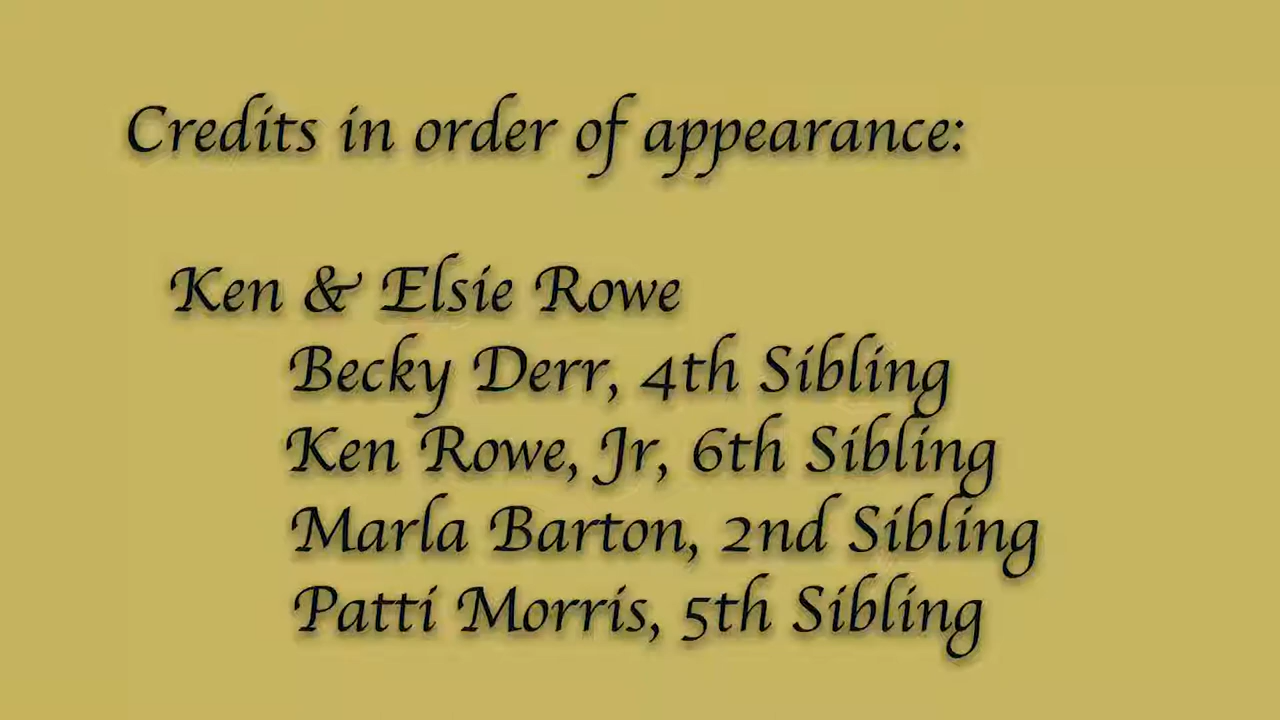 Credits in order of appearance:
Ken & Elsie Rowe
Becky Derr, 4th Sibling
Ken Rowe, Jr, 6th Sibling
Marla Barton, 2nd Sibling
Patti Morris, 5th Sibling